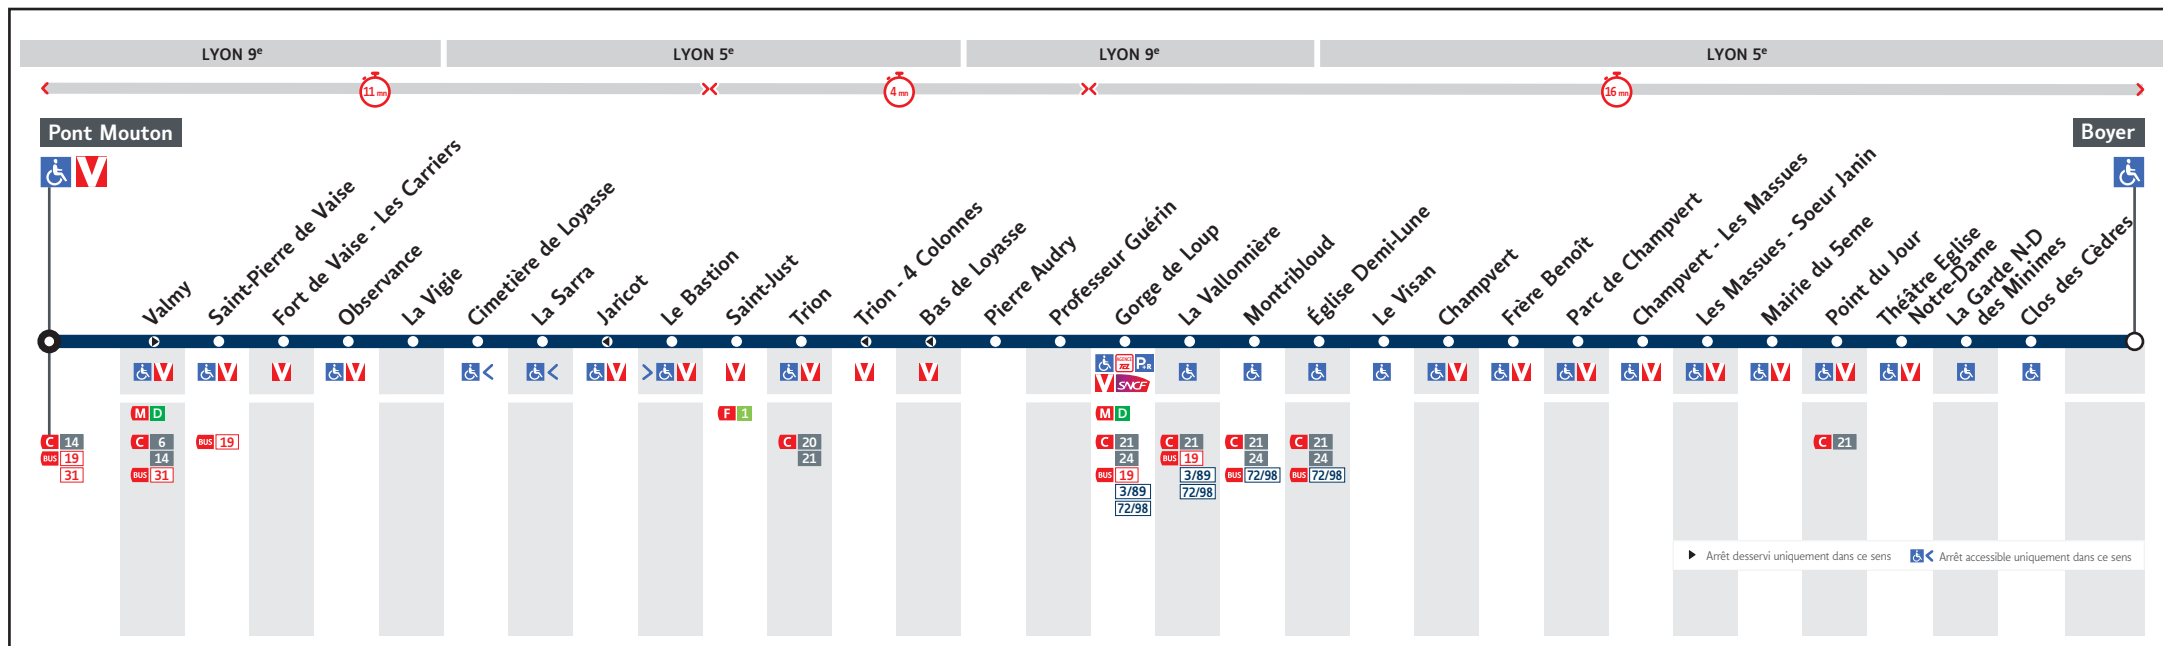 LYON 9e
LYON 5e
LYON 9e
LYON 5e
11 mn
4 mn
16 mn
Pont Mouton
Boyer
Valmy
Saint-Pierre de Vaise
Fort de Vaise - Les Carriers
Observance
La Vigie
Cimetière de Loyasse
La Sarra
Jaricot
Le Bastion
Saint-Just
Trion
Trion - 4 Colonnes
Bas de Loyasse
Pierre Audry
Professeur Guérin
Gorge de Loup
La Vallonnière
Montribloud
Église Demi-Lune
Le Visan
Champvert
Frère Benoît
Parc de Champvert
Champvert - Les Massues
Les Massues - Soeur Janin
Mairie du 5eme
Point du Jour
Théâtre Eglise
Notre-Dame
La Garde N-D
des Minimes
Clos des Cèdres
V
V
V
V
V
V
V
V
V
V
V
AGENCE TCL
P+R
V
SNCF
V
V
V
V
V
V
V
V
C 14
BUS 19
31
M D
C 6
14
BUS 31
BUS 19
F 1
C 20
21
M D
C 21
24
BUS 19
3/89
72/98
C 21
BUS 19
3/89
72/98
C 21
24
BUS 72/98
C 21
24
BUS 72/98
C 21
Arrêt desservi uniquement dans ce sens
Arrêt accessible uniquement dans ce sens